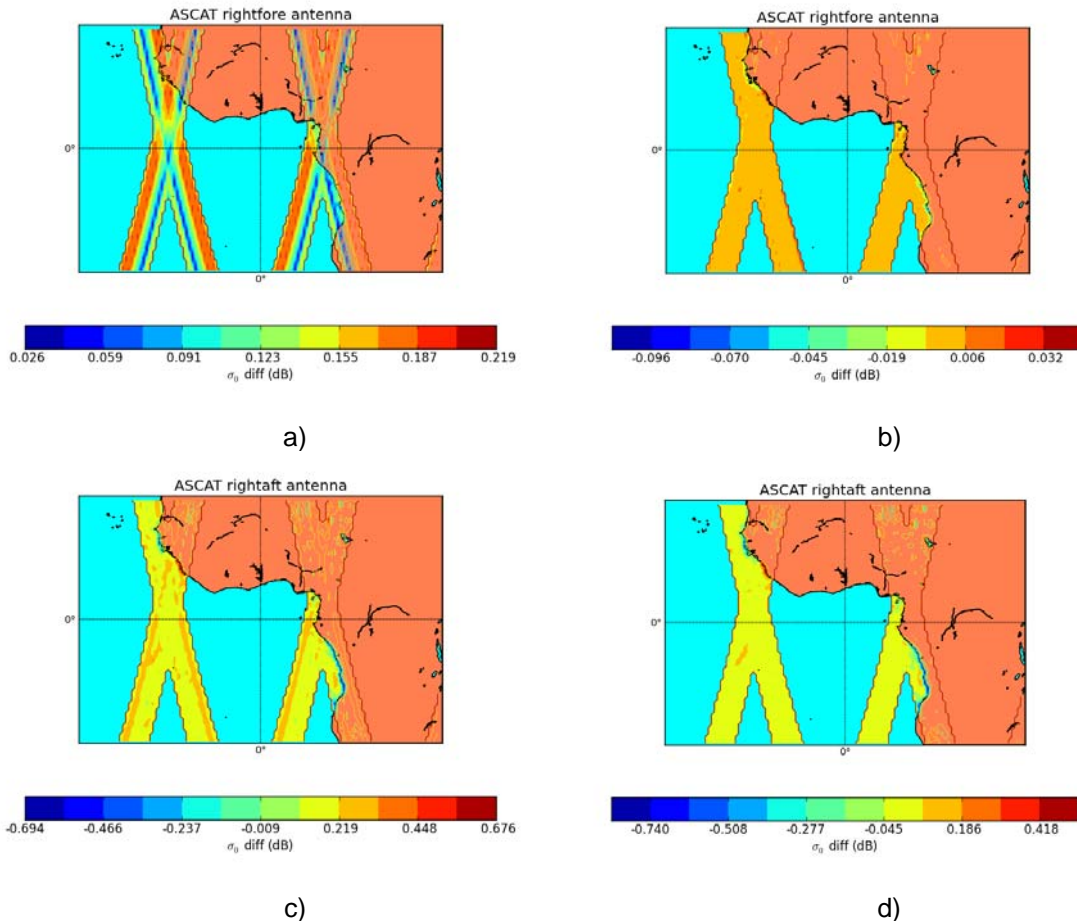 ASCAT rightfore antenna
0°
0°
0.026 0.059 0.091 0.123 0.155 0.187 0.219
σ₀ diff (dB)
a)
ASCAT rightfore antenna
0°
0°
-0.096 -0.070 -0.045 -0.019 0.006 0.032
σ₀ diff (dB)
b)
ASCAT rightaft antenna
0°
0°
-0.694 -0.466 -0.237 -0.009 0.219 0.448 0.676
σ₀ diff (dB)
c)
ASCAT rightaft antenna
0°
0°
-0.740 -0.508 -0.277 -0.045 0.186 0.418
σ₀ diff (dB)
d)